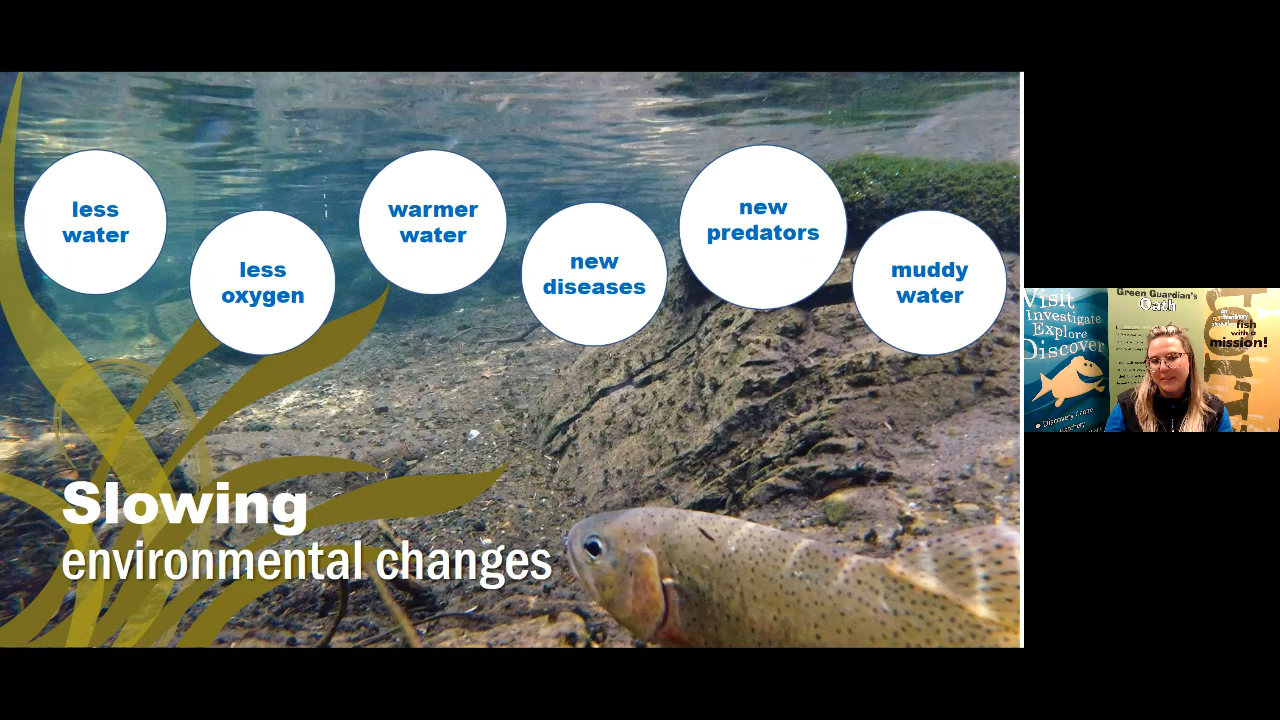 less
water
less
oxygen
warmer
water
new
diseases
new
predators
muddy
water
Slowing
environmental changes
Visit
Investigate
Explore
Discover
Green Guardian's
Oath
fish
with a
mission!